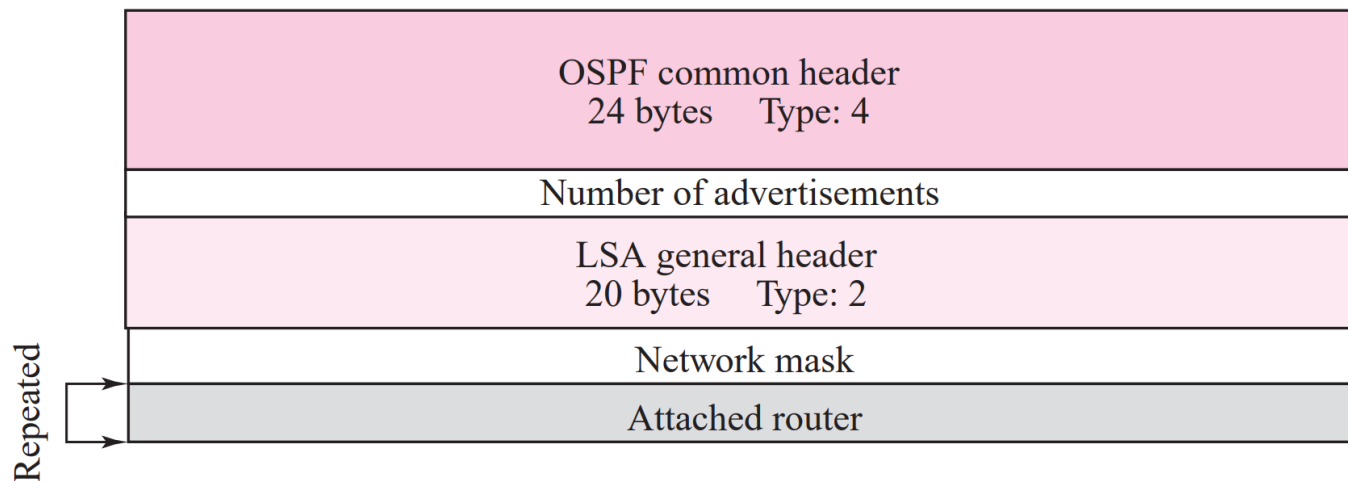 OSPF common header
24 bytes Type: 4
Number of advertisements
LSA general header
20 bytes Type: 2
Network mask
Attached router
Repeated